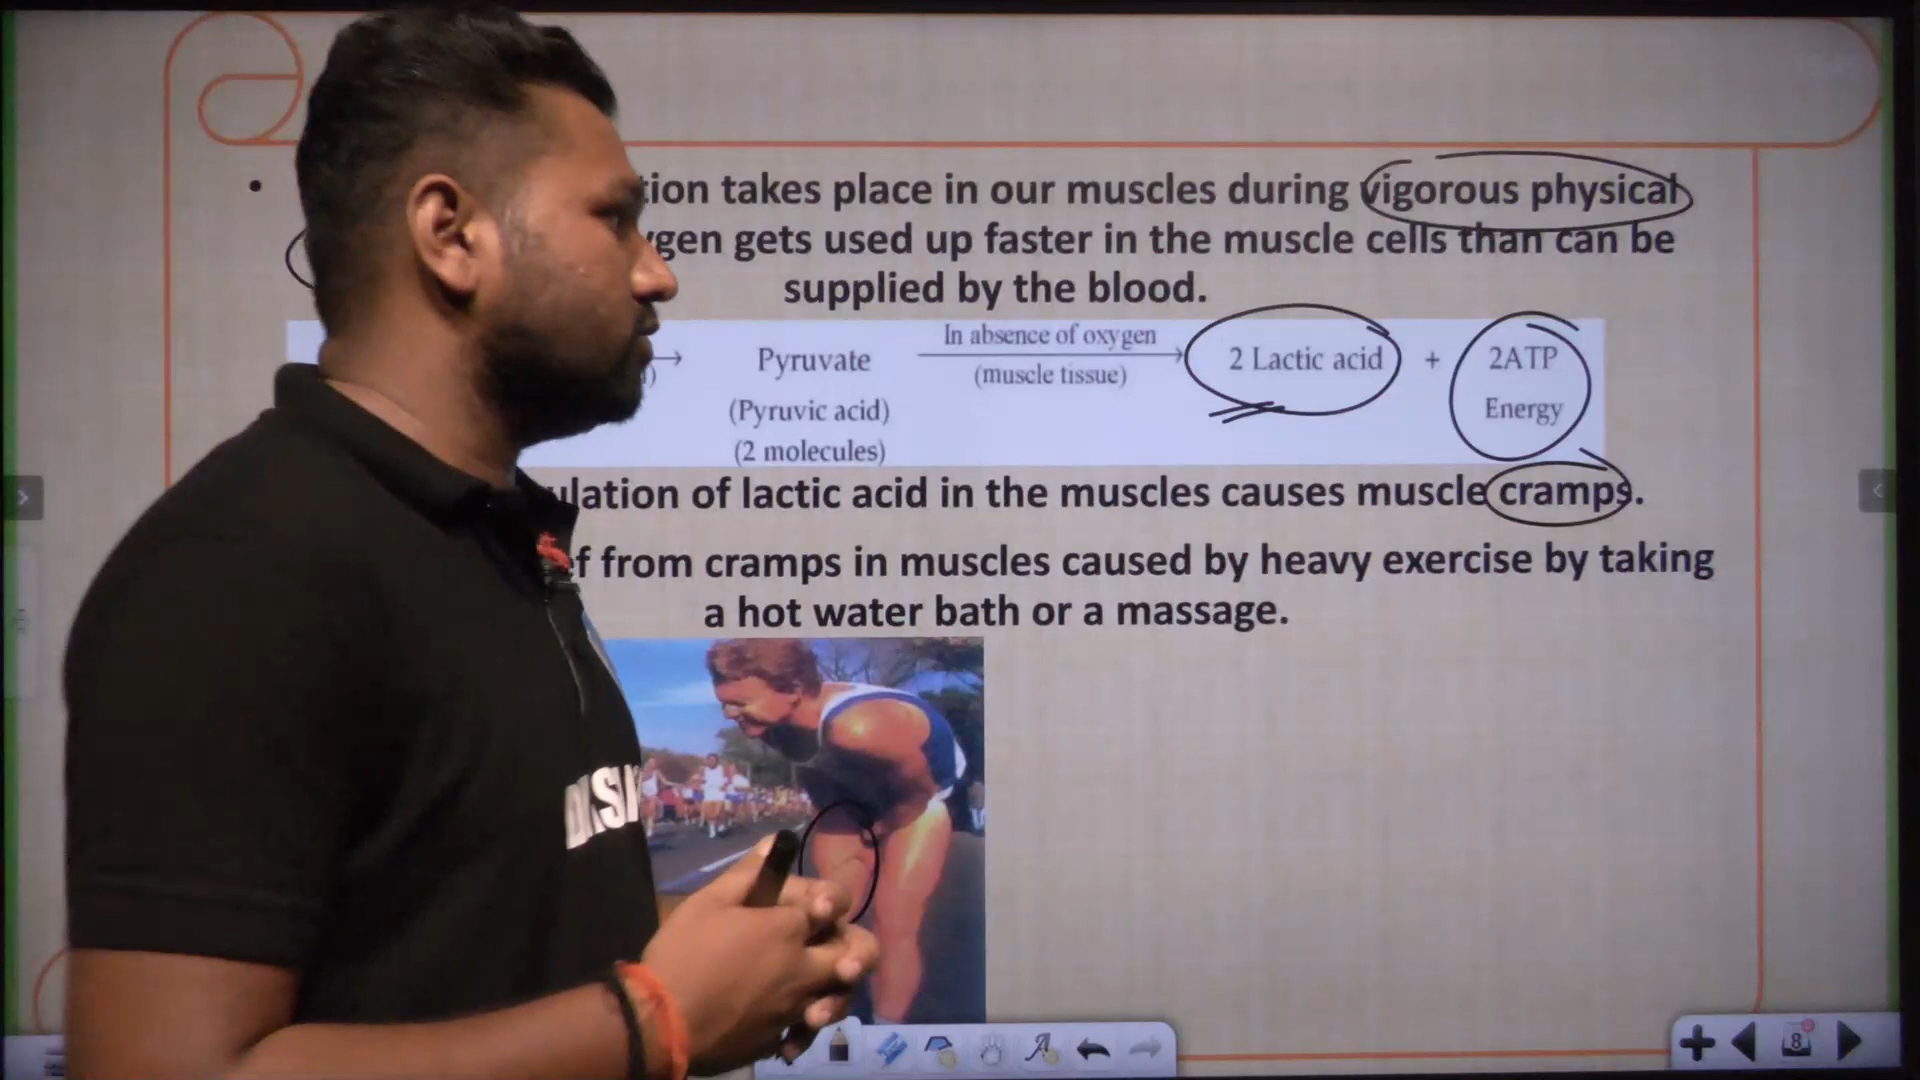 takes place in our muscles during vigorous physical
gets used up faster in the muscle cells than can be
supplied by the blood.
In absence of oxygen
Pyruvate
2 Lactic acid + 2ATP
(muscle tissue)
(Pyruvic acid)
Energy
(2 molecules)
of lactic acid in the muscles causes muscle cramps.
from cramps in muscles caused by heavy exercise by taking
a hot water bath or a massage.
8